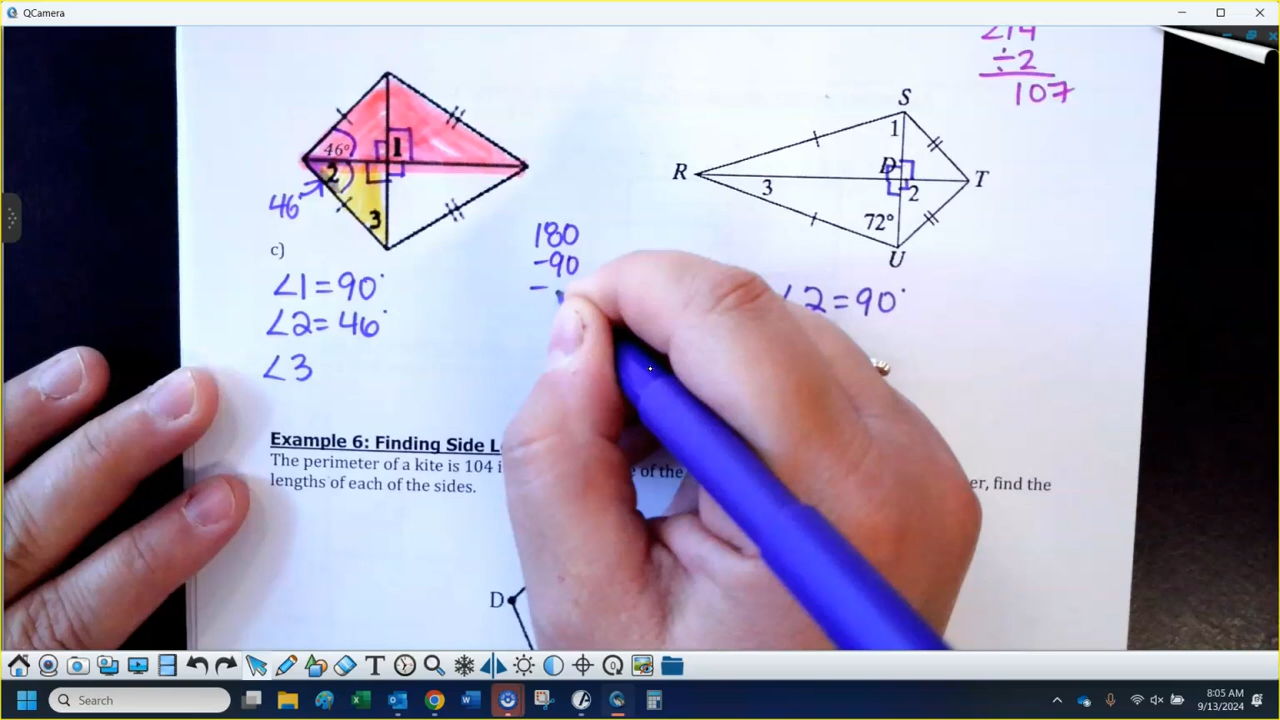 QCamera
∠14
÷2
107
46°
1
2
3
46°
c)
∠1=90°
∠2=46°
∠3
180
-90
-
S
1
R
3
D
T
2
72°
U
∠2=90°
Example 6: Finding Side L
The perimeter of a kite is 104 i e of the er, find the
lengths of each of the sides.
D
T
Search
8:05 AM
9/13/2024